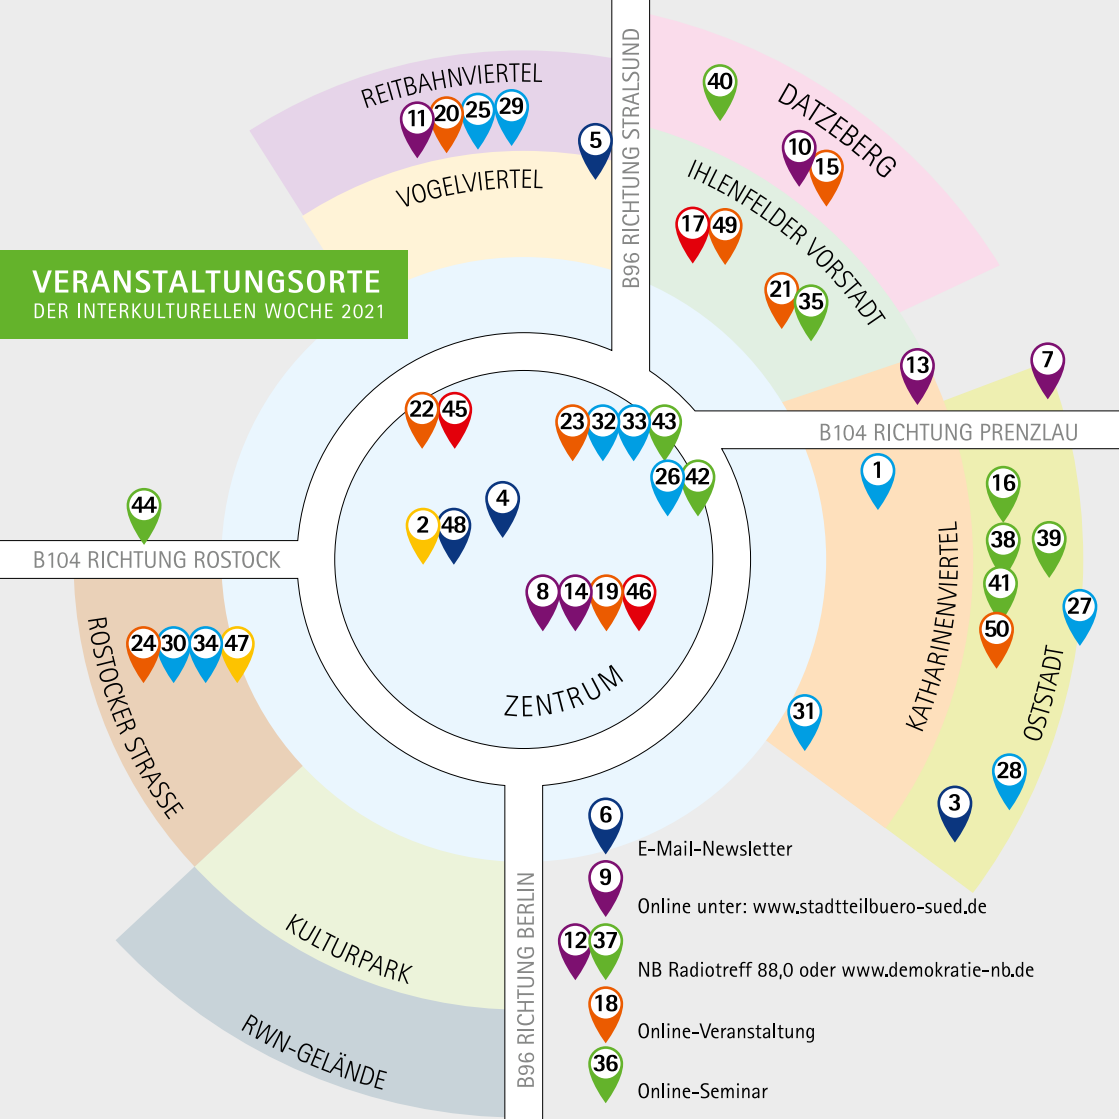 REITBAHNVIERTEL
11 20 25 29
5
VOGELVIERTEL
B96 RICHTUNG STRALSUND
40
DATZEBERG
10 15
IHLENFELDER VORSTADT
17 49
21 35
VERANSTALTUNGSORTE
DER INTERKULTURELLEN WOCHE 2021
13
7
B104 RICHTUNG PRENZLAU
22 45
23 32 33 43
26 42
4
2 48
8 14 19 46
ZENTRUM
1
16
38
39
41
50
27
KATHARINENVIERTEL
OSTSTADT
31
28
3
44
B104 RICHTUNG ROSTOCK
24 30 34 47
ROSTOCKER STRASSE
KULTURPARK
RWN-GELÄNDE
B96 RICHTUNG BERLIN
6
E-Mail-Newsletter
9
Online unter: www.stadtteilbuero-sued.de
12 37
NB Radiotreff 88,0 oder www.demokratie-nb.de
18
Online-Veranstaltung
36
Online-Seminar